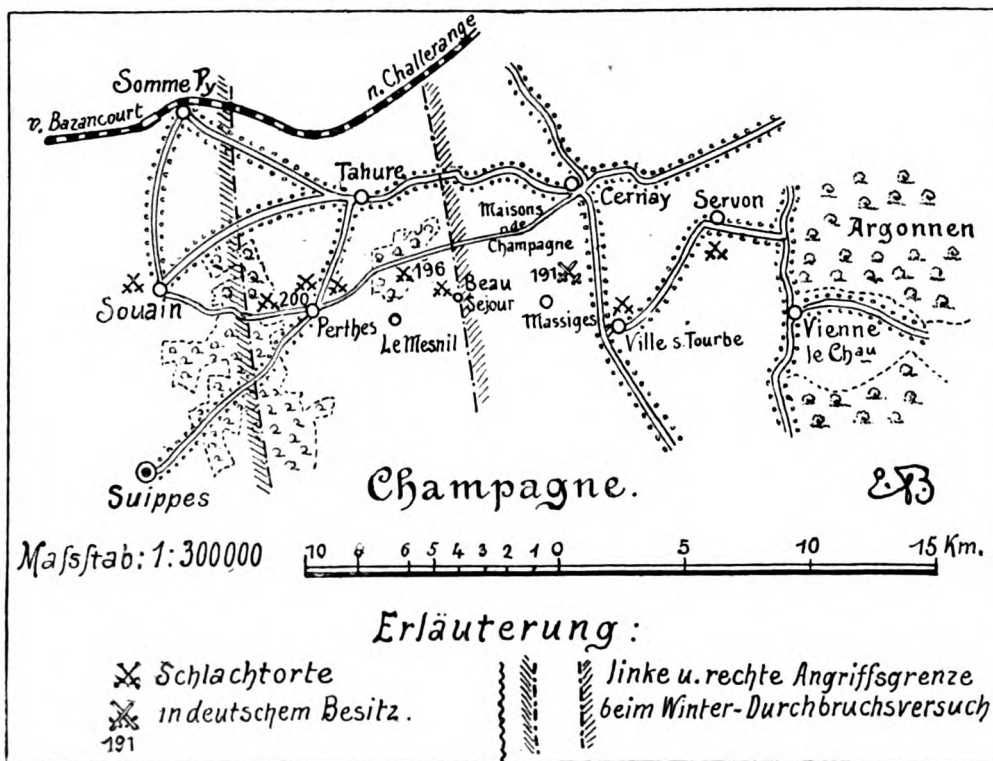 Somme Py
v. Bazancourt
n. Challerange
Tahure
Cernay
Servon
Argonnen
Maisons
de
Champagne
196
191
Beau
Sejour
Souain
200
Perthes
Le Mesnil
Massiges
Ville s. Tourbe
Vienne
le Chau
Suippes
Champagne.
Maſsſtab: 1:300000
10 8 6 5 4 3 2 1 0 5 10 15 Km.
Erläuterung:
Schlachtorte
in deutschem Besitz.
191
linke u. rechte Angriffsgrenze
beim Winter-Durchbruchsversuch